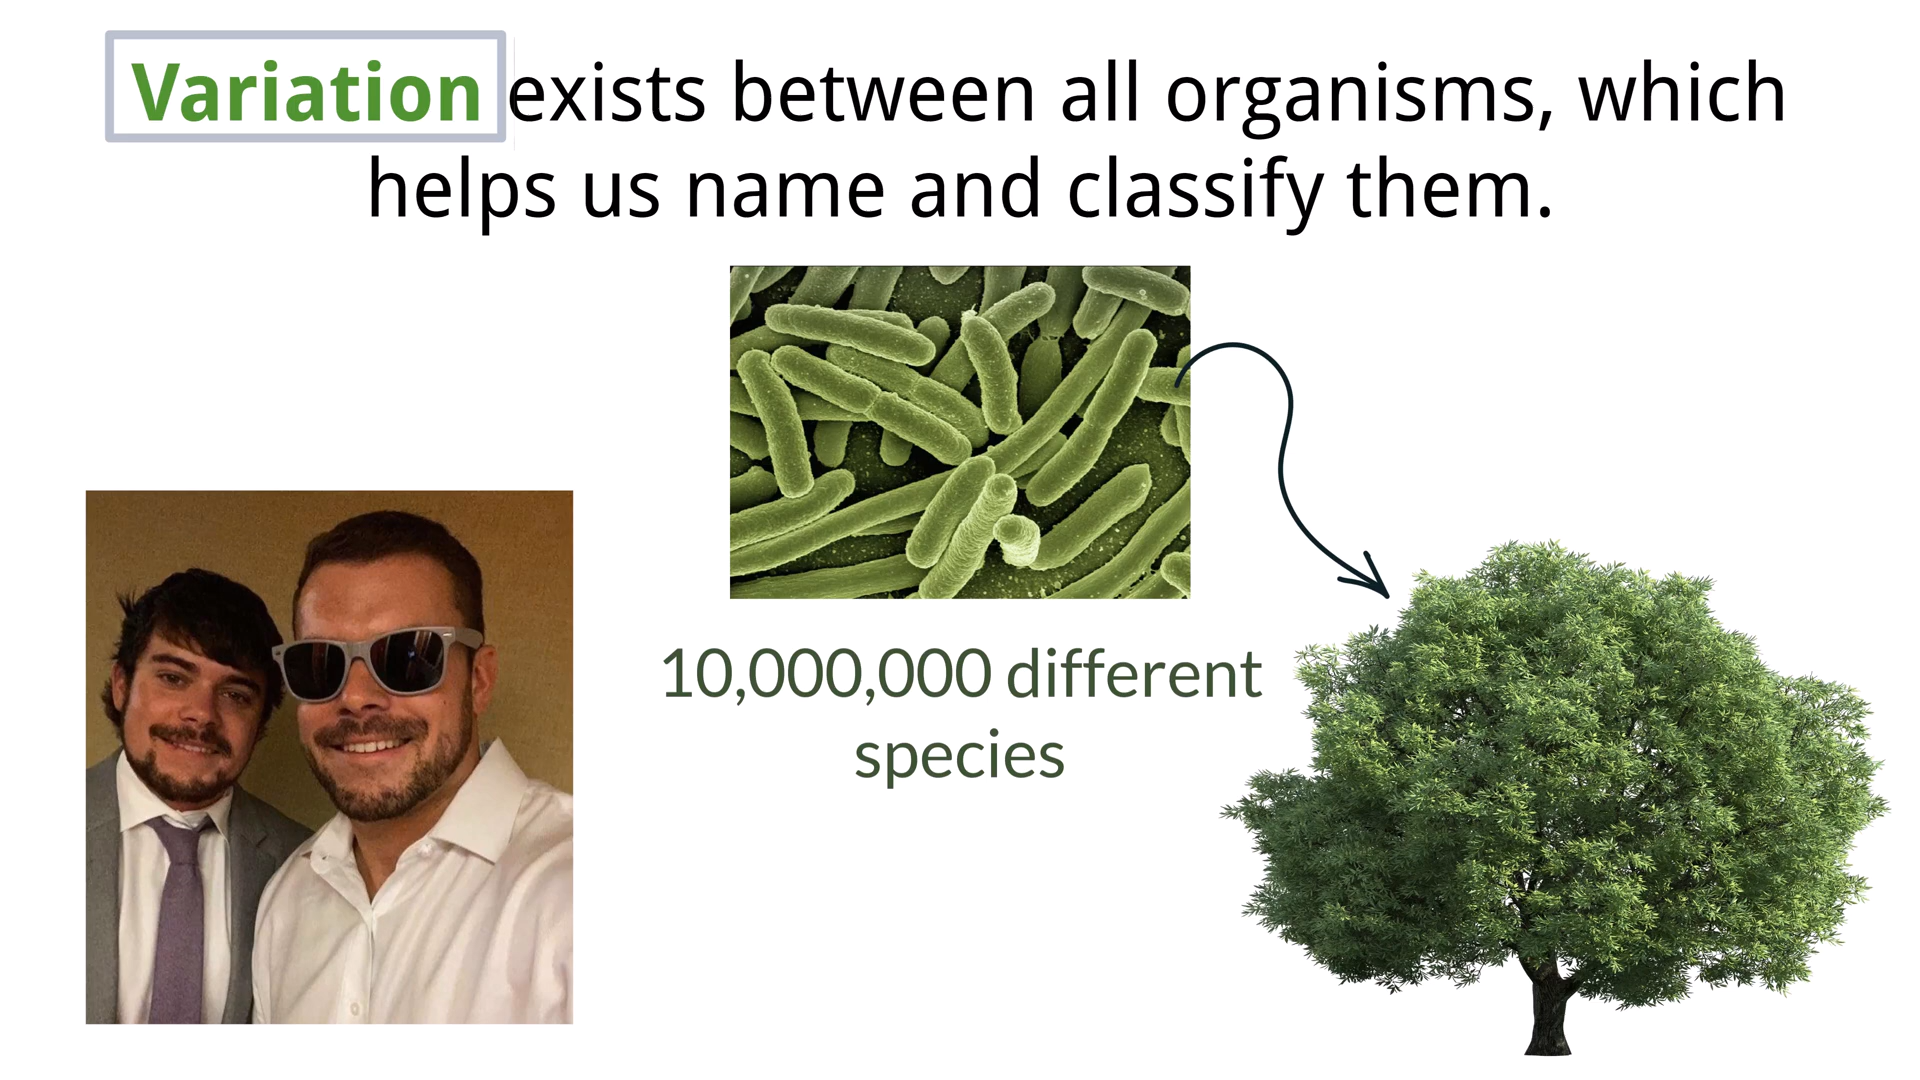 Variation exists between all organisms, which
helps us name and classify them.
10,000,000 different
species